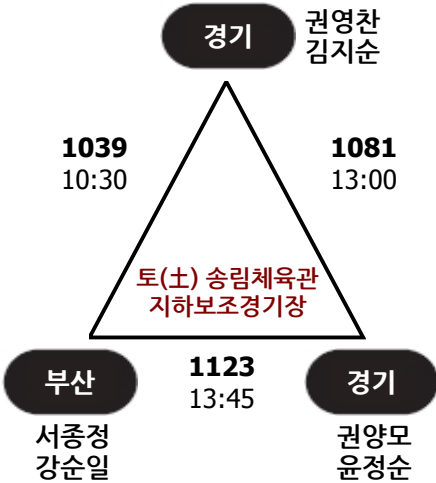 경기
권영찬
김지순
1039
10:30
1081
13:00
토(土) 송림체육관
지하보조경기장
부산
1123
13:45
경기
서종정
강순일
권양모
윤정순